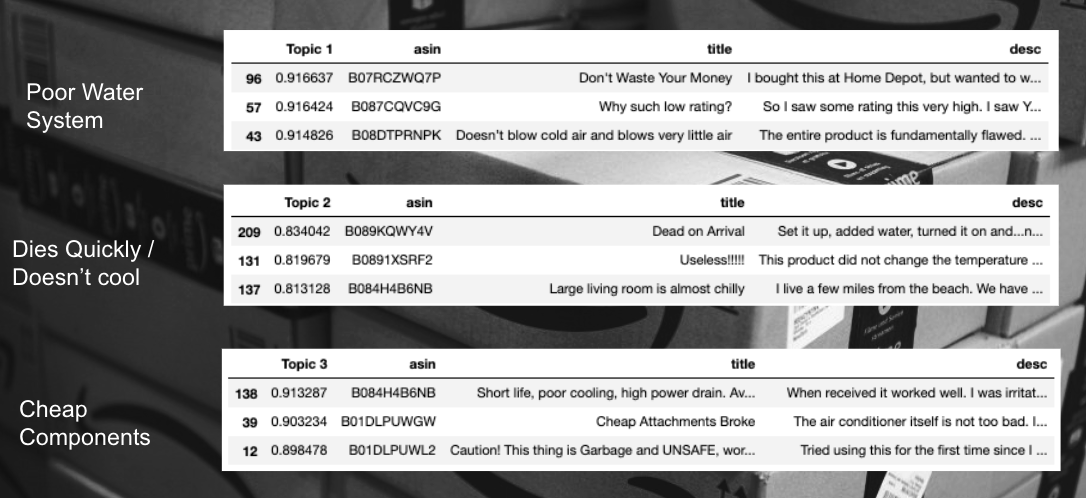 Poor Water
System
Topic 1 asin title desc
96 0.916637 B07RCZWQ7P Don't Waste Your Money I bought this at Home Depot, but wanted to w...
57 0.916424 B087CQVC9G Why such low rating? So I saw some rating this very high. I saw Y...
43 0.914826 B08DTPRNPK Doesn't blow cold air and blows very little air The entire product is fundamentally flawed. ...
Dies Quickly /
Doesn't cool
Topic 2 asin title desc
209 0.834042 B089KQWY4V Dead on Arrival Set it up, added water, turned it on and...n...
131 0.819679 B0891XSRF2 Useless!!!!! This product did not change the temperature ...
137 0.813128 B084H4B6NB Large living room is almost chilly I live a few miles from the beach. We have ...
Cheap
Components
Topic 3 asin title desc
138 0.913287 B084H4B6NB Short life, poor cooling, high power drain. Av... When received it worked well. I was irritat...
39 0.903234 B01DLPUWGW Cheap Attachments Broke The air conditioner itself is not too bad. I...
12 0.898478 B01DLPUWL2 Caution! This thing is Garbage and UNSAFE, wor... Tried using this for the first time since I ...